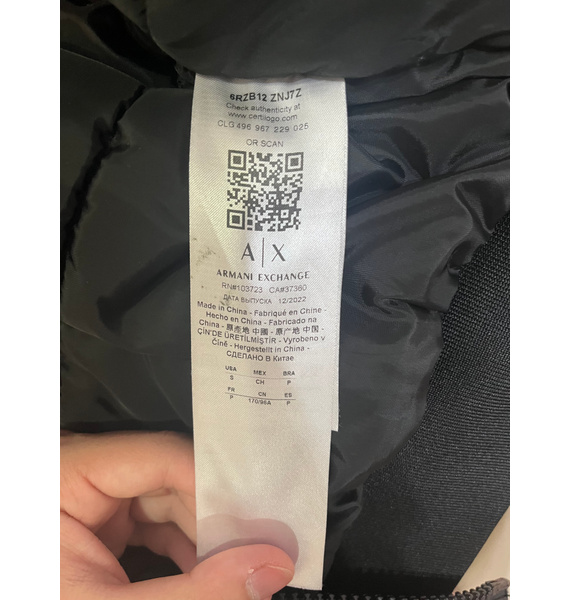 6RZB12 ZNJ7Z
Check authenticity at
www.certilogo.com
CLG 496 967 229 025
OR SCAN
A|X
ARMANI EXCHANGE
RN#103723 CA#37360
ДАТА ВЫПУСКА 12/2022
Made in China - Fabriqué en Chine -
Hecho en China - Fabricado na
China - 原產地 中國 - 原产地 中国 -
ÇİN'DE ÜRETİLMİŞTİR - Vyrobeno v
Číně - Hergestellt in China -
СДЕЛАНО В Китае
USA MEX BRA
S CH P
FR CN ES
P 170/96A P